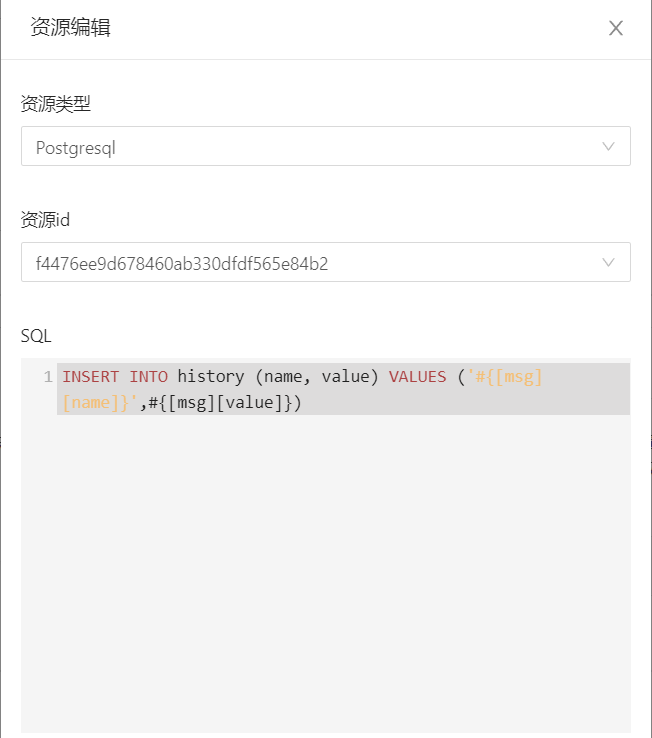 资源编辑
资源类型
Postgresql
资源id
f4476ee9d678460ab330dfdf565e84b2
SQL
1 INSERT INTO history (name, value) VALUES ('#{[msg]
[name]}',#{[msg][value]})